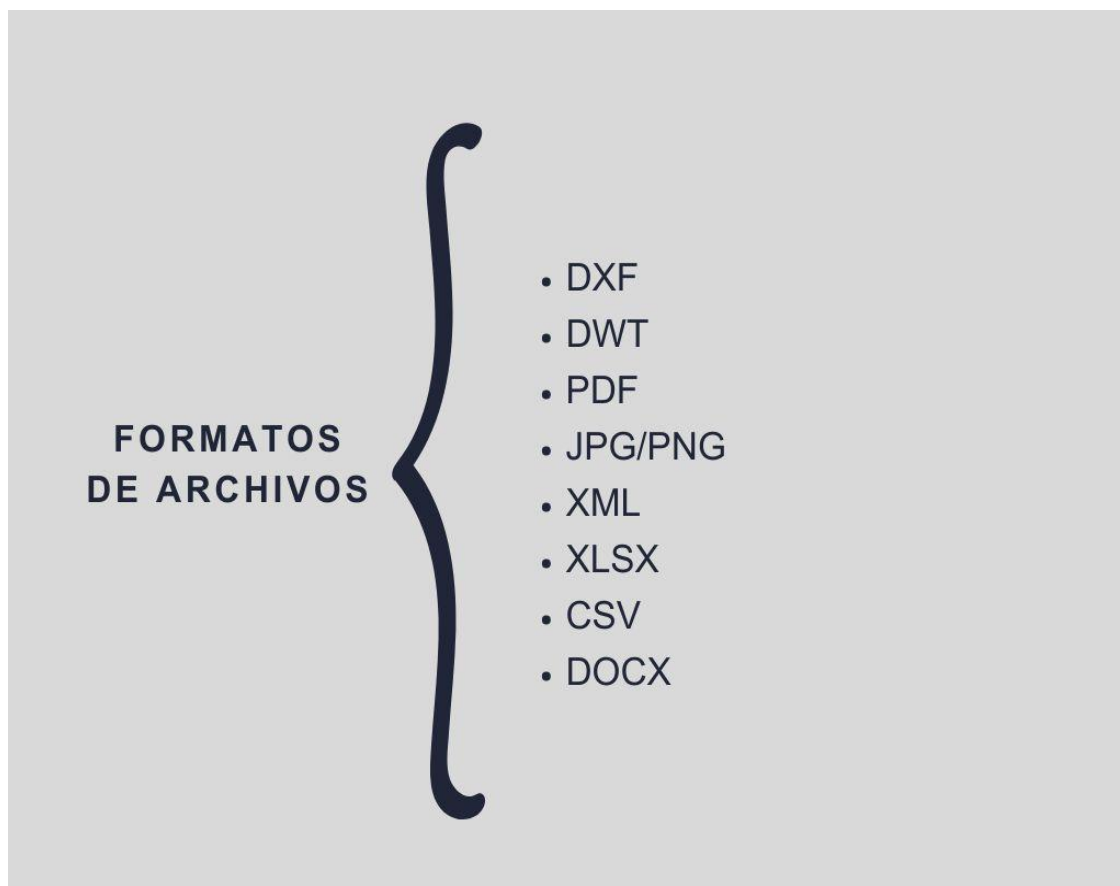 FORMATOS
DE ARCHIVOS
• DXF
• DWT
• PDF
• JPG/PNG
• XML
• XLSX
• CSV
• DOCX